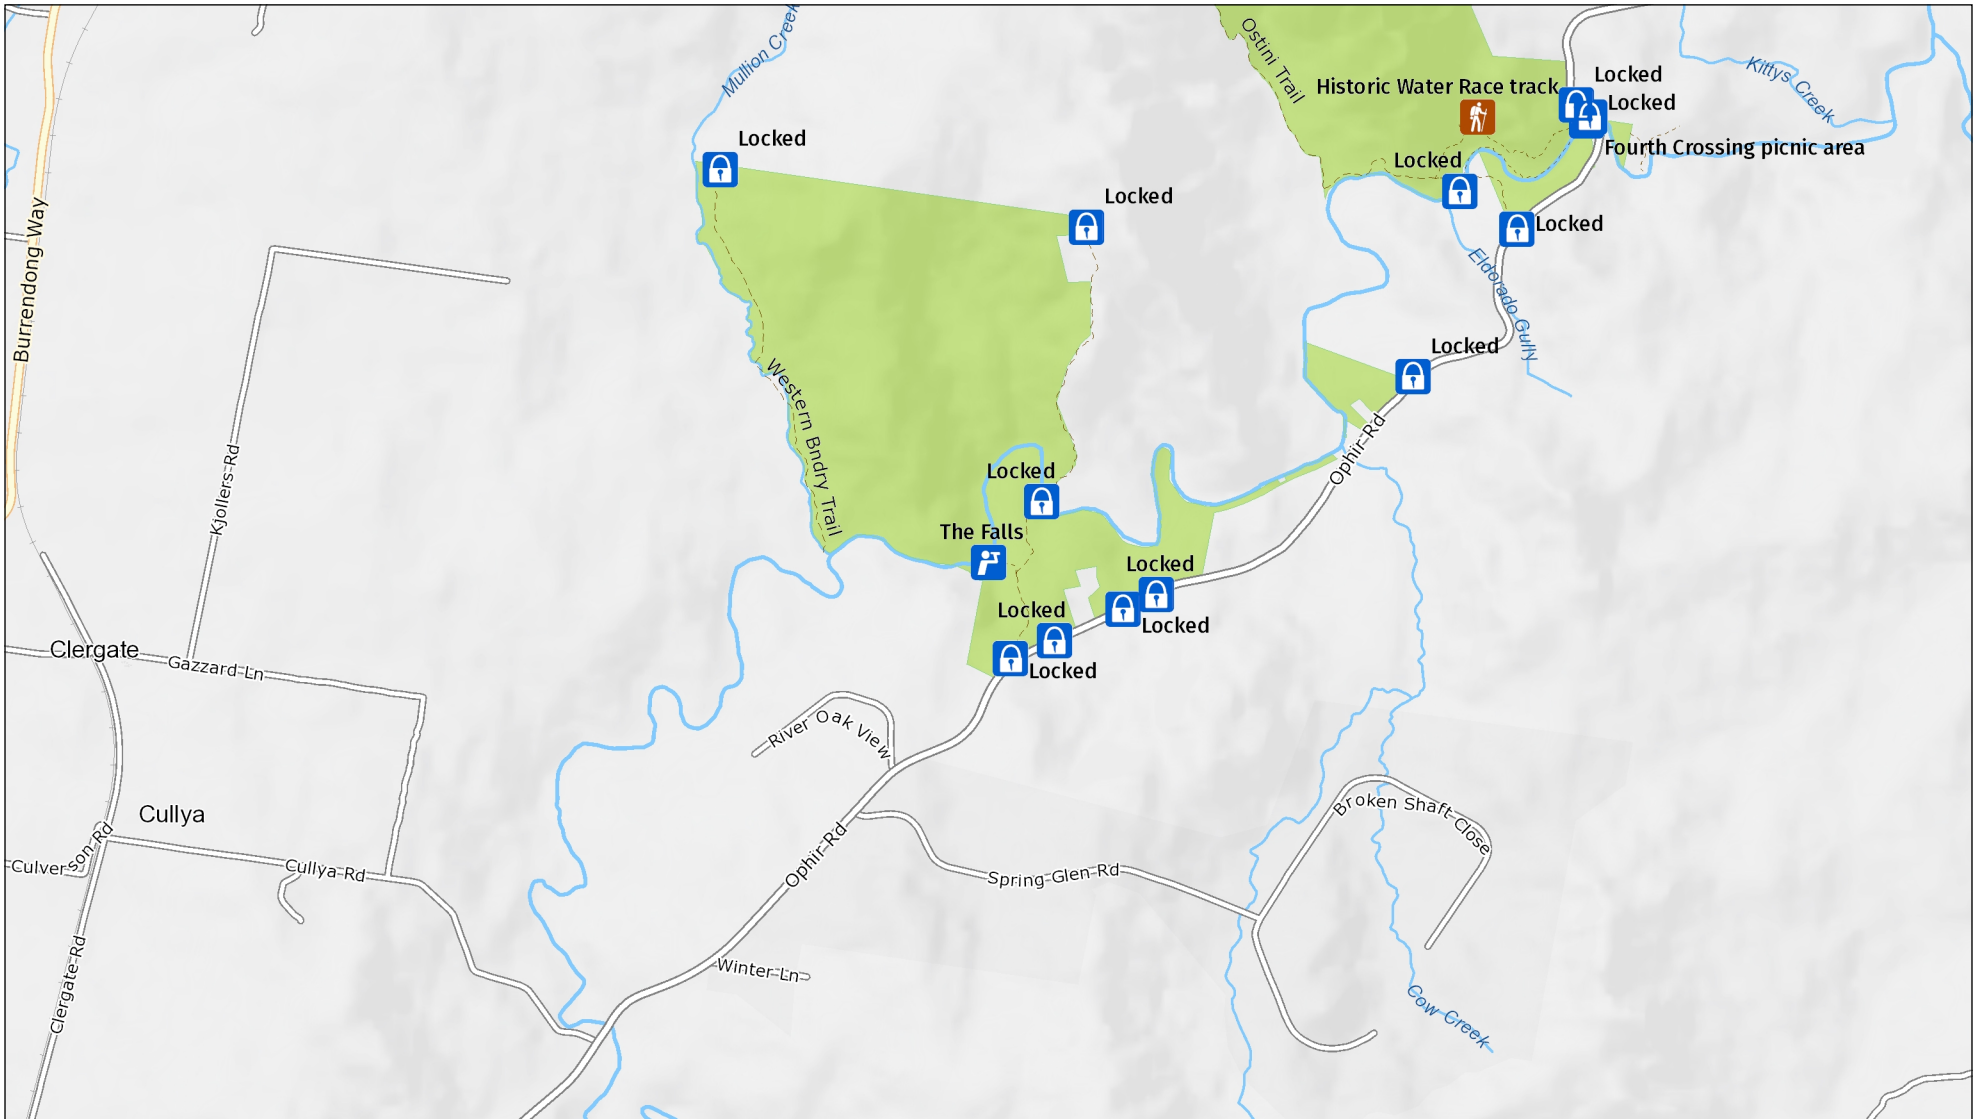 Mullion Creek
Ostini Trail
Kittys Creek
Locked
Historic Water Race track
Locked
Locked
Locked
Fourth Crossing picnic area
Locked
Locked
Locked
Burrendong Way
Eldorado Gully
Locked
Western Bndry Trail
Ophir Rd
Kjollers Rd
Locked
The Falls
Locked
Locked
Locked
Clergate
Gazzard Ln
Locked
River Oak View
Cullya
Broken Shaft Close
Ophir Rd
Culverson Rd
Cullya Rd
Spring Glen Rd
Clergate Rd
Winter Ln
Cow Creek